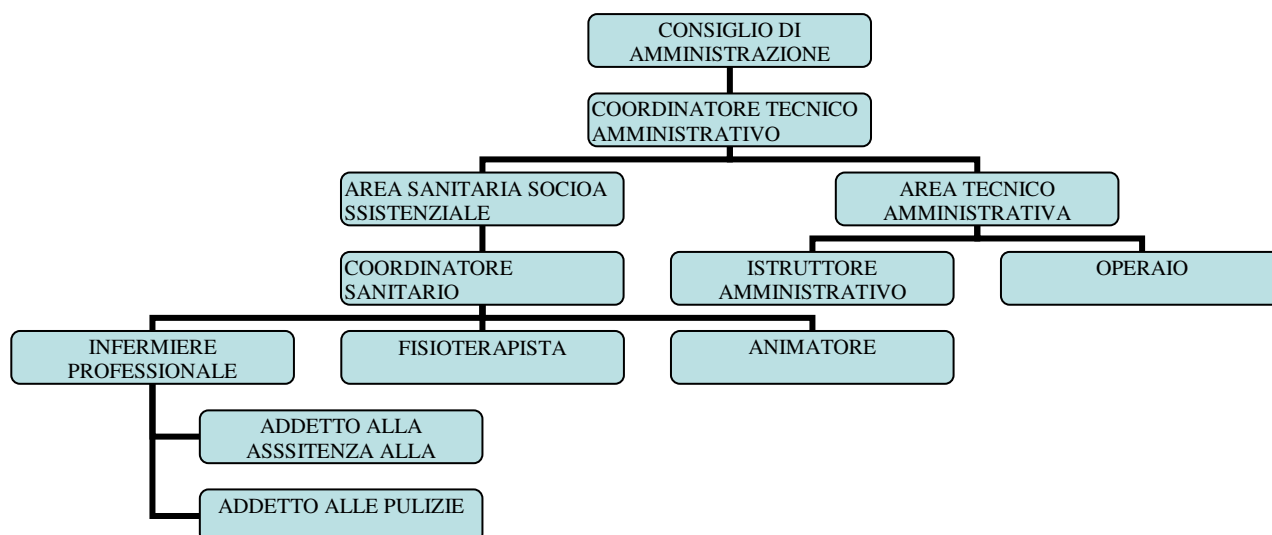 CONSIGLIO DI
AMMINISTRAZIONE
COORDINATORE TECNICO
AMMINISTRATIVO
AREA SANITARIA SOCIOA
SSISTENZIALE
AREA TECNICO
AMMINISTRATIVA
COORDINATORE
SANITARIO
ISTRUTTORE
AMMINISTRATIVO
OPERAIO
INFERMIERE
PROFESSIONALE
FISIOTERAPISTA
ANIMATORE
ADDETTO ALLA
ASSSITENZA ALLA
ADDETTO ALLE PULIZIE